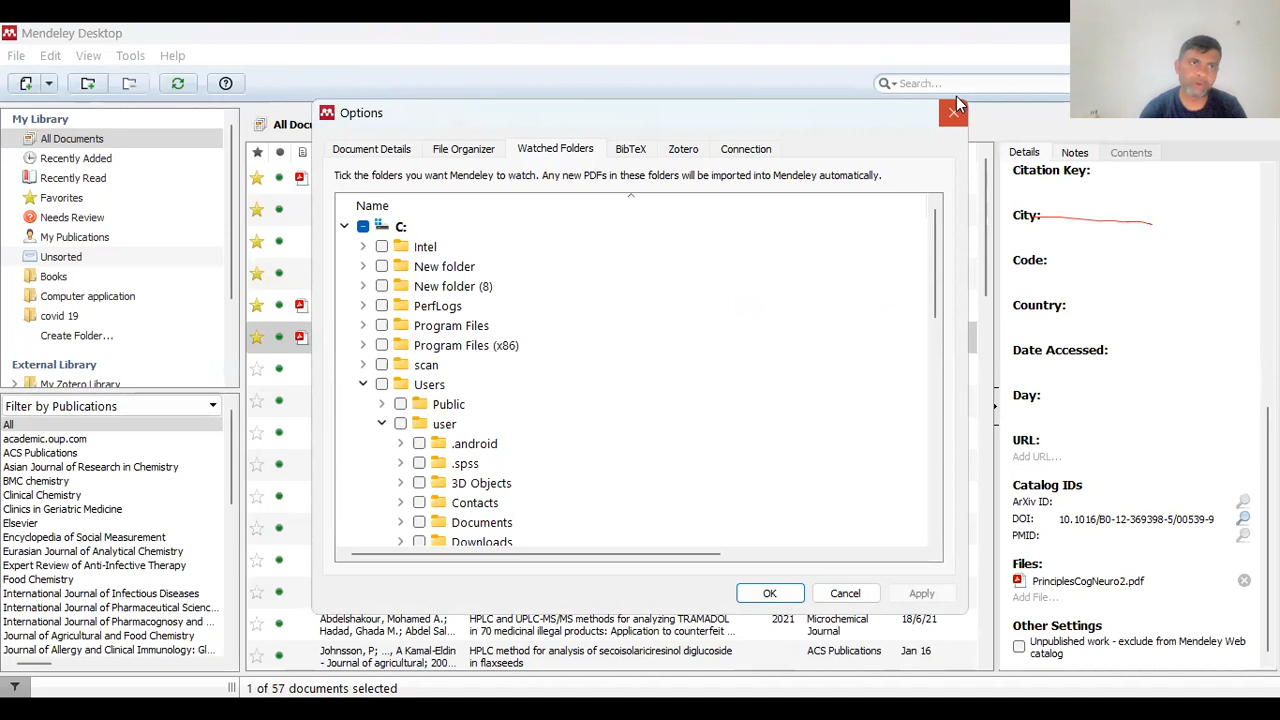 Mendeley Desktop
File Edit View Tools Help
Search...
My Library
All Documents
Recently Added
Recently Read
Favorites
Needs Review
My Publications
Unsorted
Books
Computer application
covid 19
Create Folder...
External Library
My Zotero Library
Filter by Publications
All
academic.oup.com
ACS Publications
Asian Journal of Research in Chemistry
BMC chemistry
Clinical Chemistry
Clinics in Geriatric Medicine
Elsevier
Encyclopedia of Social Measurement
Eurasian Journal of Analytical Chemistry
Expert Review of Anti-Infective Therapy
Food Chemistry
International Journal of Infectious Diseases
International Journal of Pharmaceutical Scienc...
International Journal of Pharmacognosy and ...
Journal of Agricultural and Food Chemistry
Journal of Allergy and Clinical Immunology: Gl...
All Docu
Options
Document Details File Organizer Watched Folders BibTeX Zotero Connection
Tick the folders you want Mendeley to watch. Any new PDFs in these folders will be imported into Mendeley automatically.
Name
C:
Intel
New folder
New folder (8)
PerfLogs
Program Files
Program Files (x86)
scan
Users
Public
user
.android
.spss
3D Objects
Contacts
Documents
Downloads
OK Cancel Apply
Abdelshakour, Mohamed A.; HPLC and UPLC-MS/MS methods for analyzing TRAMADOL 2021 Microchemical 18/6/21
Hadad, Ghada M.; Abdel Sal... in 70 medicinal illegal products: Application to counterfeit ... Journal
Johnsson, P; ..., A Kamal-Eldin HPLC method for analysis of secoisolariciresinol diglucoside ACS Publications Jan 16
- Journal of agricultural; 200... in flaxseeds
1 of 57 documents selected
Details Notes Contents
Citation Key:
City:
Code:
Country:
Date Accessed:
Day:
URL:
Add URL...
Catalog IDs
ArXiv ID:
DOI: 10.1016/B0-12-369398-5/00539-9
PMID:
Files:
PrinciplesCogNeuro2.pdf
Add File...
Other Settings
Unpublished work - exclude from Mendeley Web
catalog